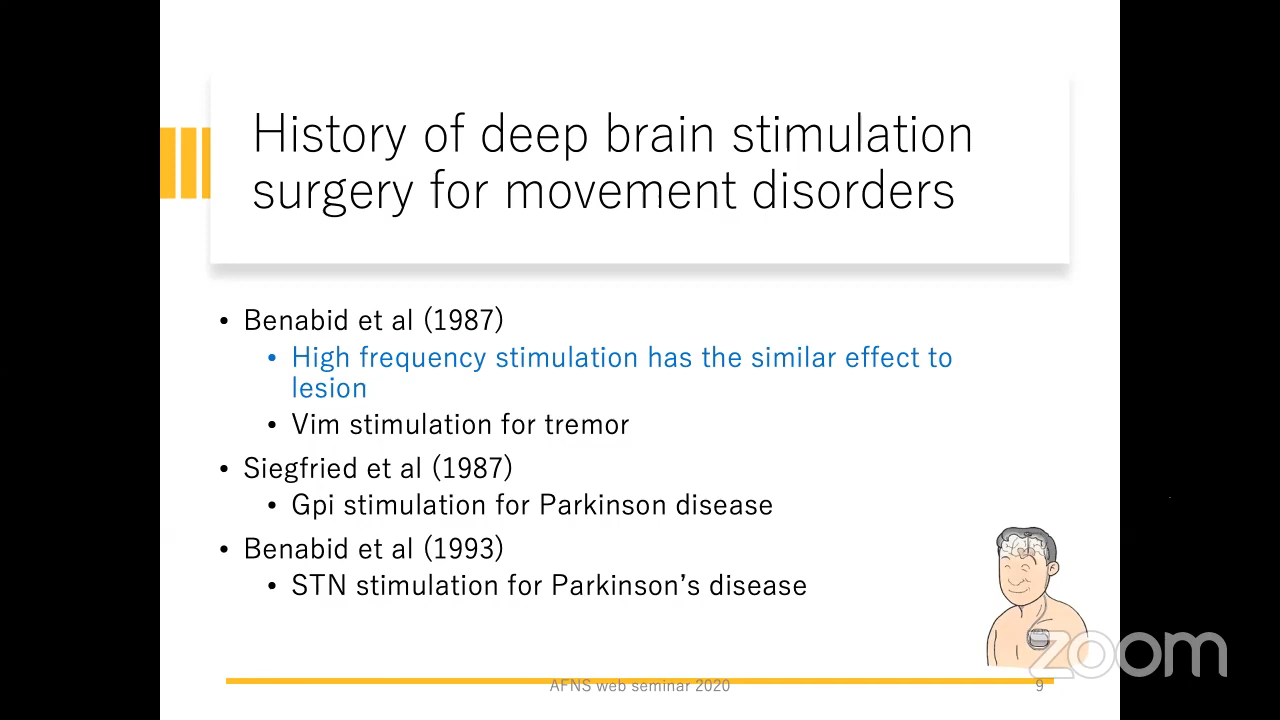 History of deep brain stimulation
surgery for movement disorders
• Benabid et al (1987)
• High frequency stimulation has the similar effect to
lesion
• Vim stimulation for tremor
• Siegfried et al (1987)
• Gpi stimulation for Parkinson disease
• Benabid et al (1993)
• STN stimulation for Parkinson’s disease
zoom
AFNS web seminar 2020
9